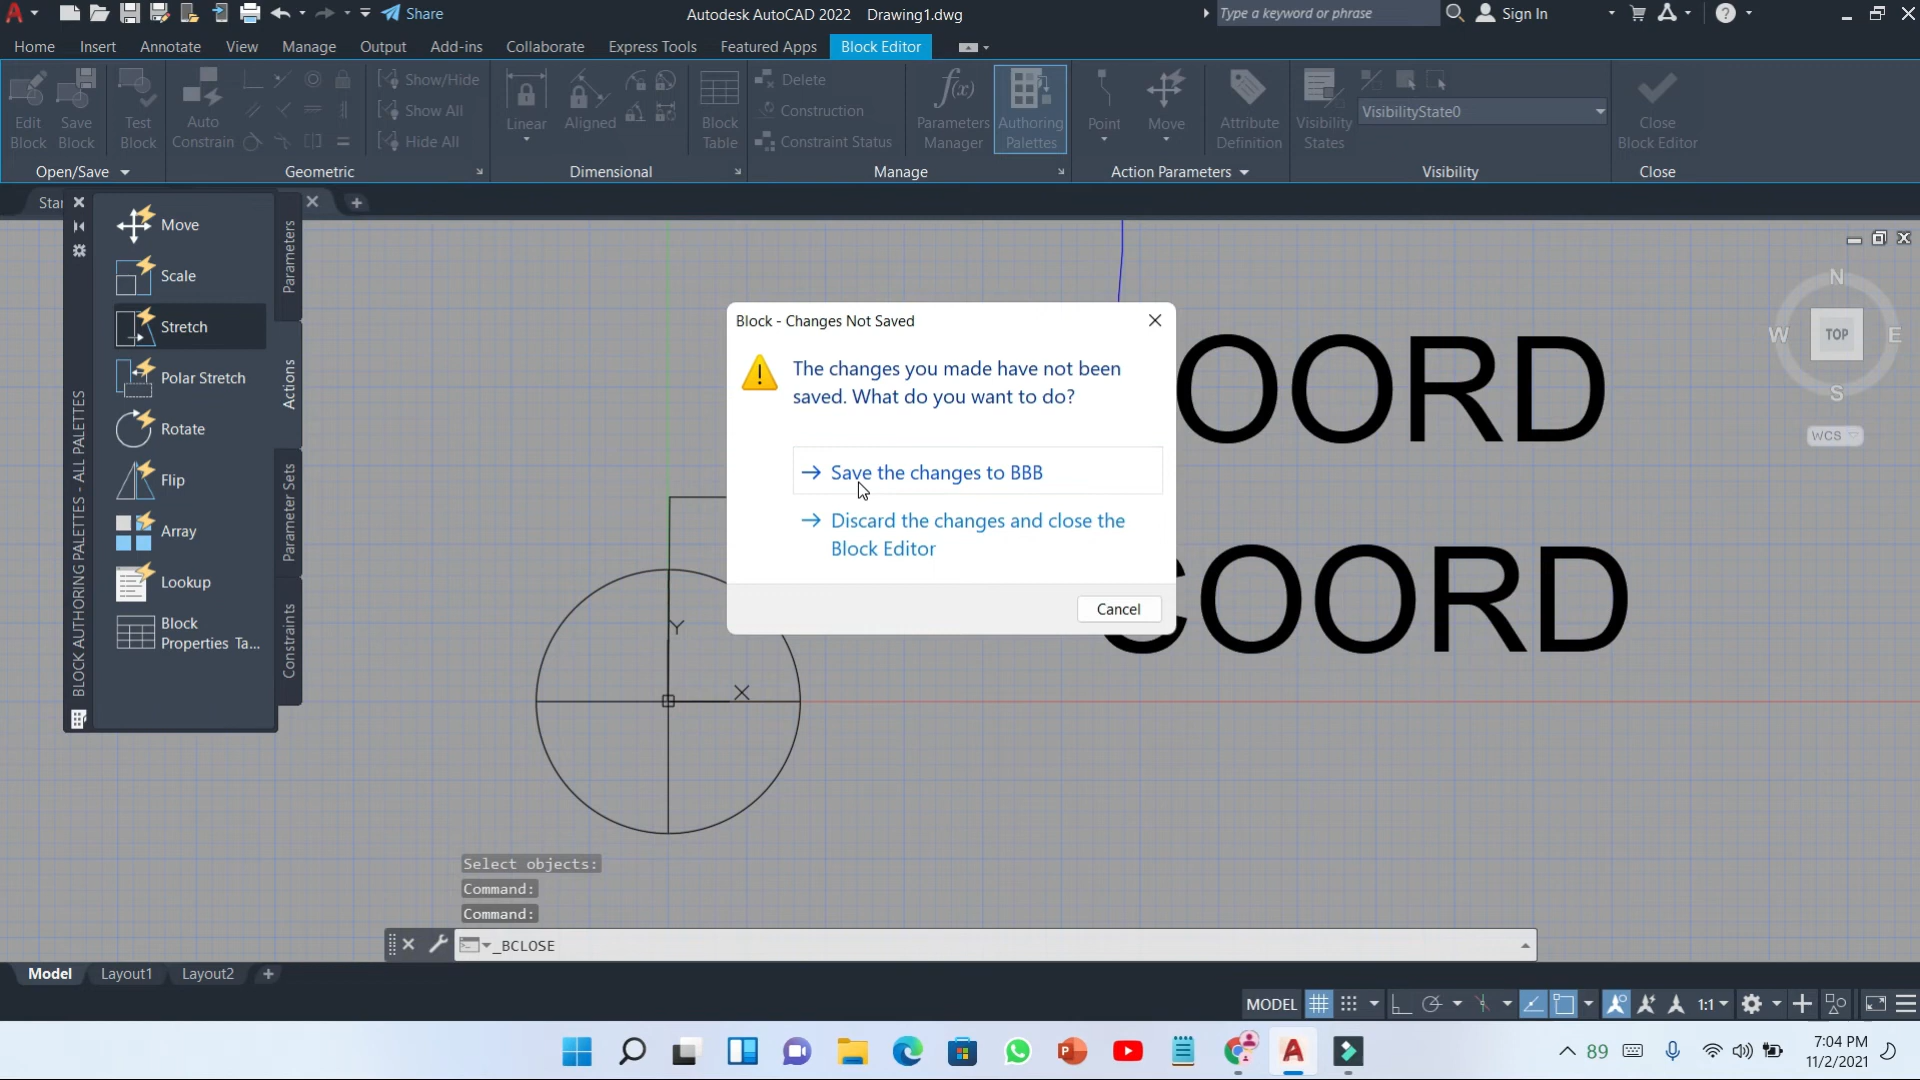 Share
Autodesk AutoCAD 2022 Drawing1.dwg
Type a keyword or phrase
Sign In
Home Insert Annotate View Manage Output Add-ins Collaborate Express Tools Featured Apps Block Editor
Edit Block
Save Block
Test Block
Auto Constrain
Show/Hide
Show All
Hide All
Linear
Aligned
Block Table
Delete
Construction
Constraint Status
Parameters Manager
Authoring Palettes
Point
Move
Attribute Definition
Visibility States
VisibilityState0
Close Block Editor
Open/Save Geometric Dimensional Manage Action Parameters Visibility Close
Star
Move
Scale
Stretch
Polar Stretch
Rotate
Flip
Array
Lookup
Block
Properties Ta...
Parameters
Actions
Parameter Sets
Constraints
BLOCK AUTHORING PALETTES - ALL PALETTES
Block - Changes Not Saved
The changes you made have not been
saved. What do you want to do?
Save the changes to BBB
Discard the changes and close the
Block Editor
Cancel
OORD
COORD
Y
X
N
W TOP E
S
WCS
Select objects:
Command:
Command:
_BCLOSE
Model Layout1 Layout2
MODEL 1:1
89
7:04 PM
11/2/2021